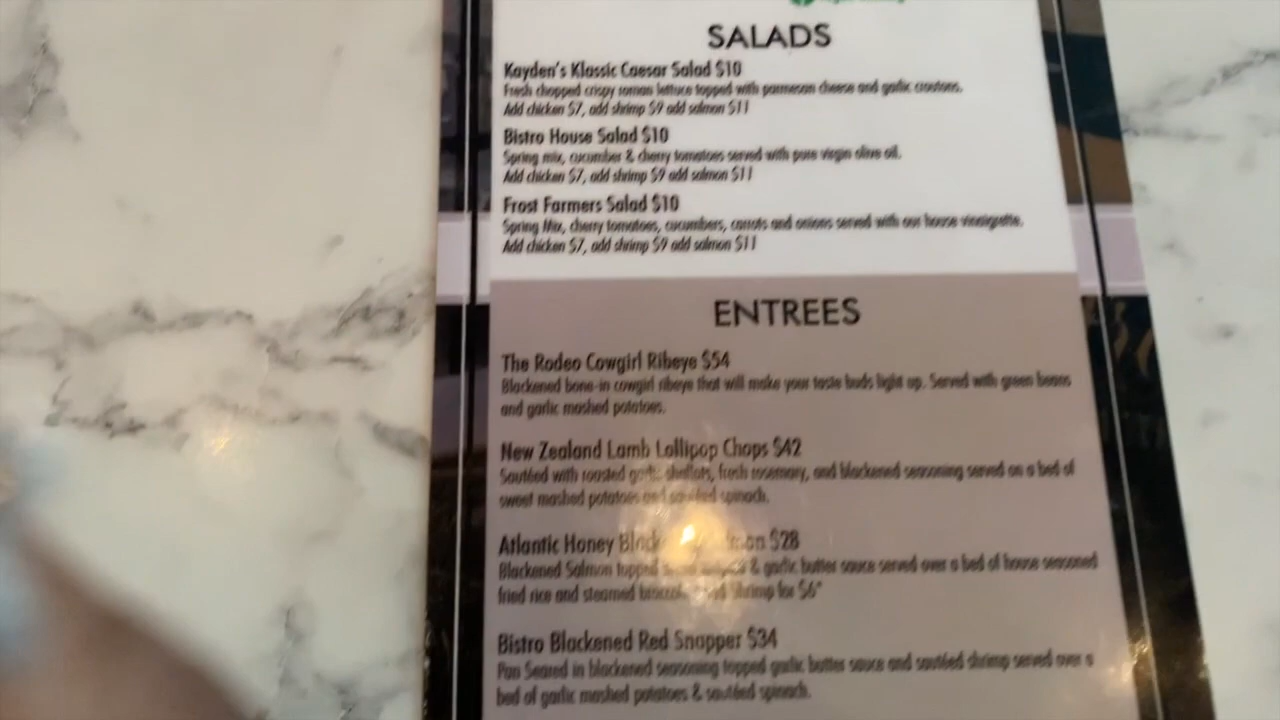 SALADS
Kayden's Klassic Caesar Salad $10
Fresh chopped crispy roman lettuce topped with parmesan cheese and garlic croutons.
Add chicken $7, add shrimp $9 add salmon $11
Bistro House Salad $10
Spring mix, cucumber & cherry tomatoes served with pure virgin olive oil.
Add chicken $7, add shrimp $9 add salmon $11
Frost Farmers Salad $10
Spring Mix, cherry tomatoes, cucumbers, carrots and onions served with our house vinaigrette.
Add chicken $7, add shrimp $9 add salmon $11
ENTREES
The Rodeo Cowgirl Ribeye $54
Blackened bone-in cowgirl ribeye that will make your taste buds light up. Served with green beans
and garlic mashed potatoes.
New Zealand Lamb Lollipop Chops $42
Sautéed with roasted garlic shallots, fresh rosemary, and blackened seasoning served on a bed of
sweet mashed potatoes and sautéed spinach.
Atlantic Honey $28
Blackened Salmon topped & garlic butter sauce served over a bed of house seasoned
fried rice and steamed shrimp for $6*
Bistro Blackened Red Snapper $34
Pan Seared in blackened seasoning topped garlic butter sauce and sautéed shrimp served over a
bed of garlic mashed potatoes & sautéed spinach.